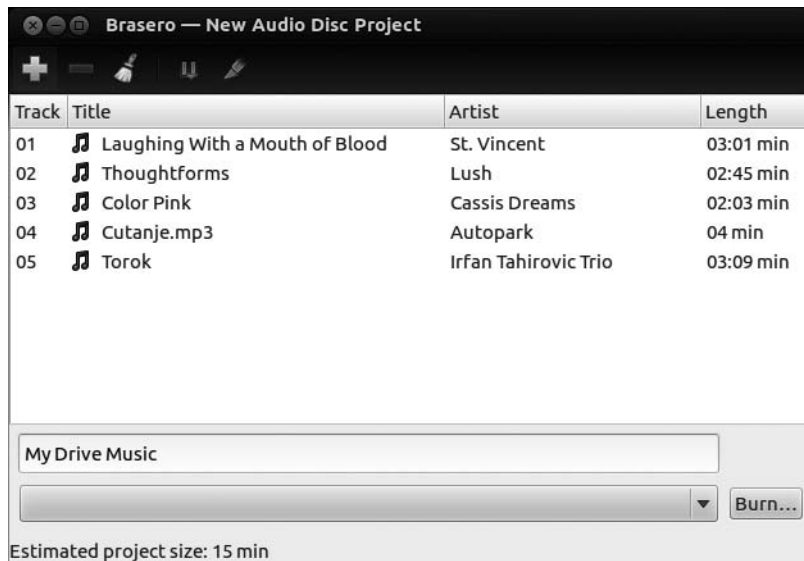 Brasero — New Audio Disc Project
Track Title Artist Length
01 Laughing With a Mouth of Blood St. Vincent 03:01 min
02 Thoughtforms Lush 02:45 min
03 Color Pink Cassis Dreams 02:03 min
04 Cutanje.mp3 Autopark 04 min
05 Torok Irfan Tahirovic Trio 03:09 min
My Drive Music
Burn...
Estimated project size: 15 min